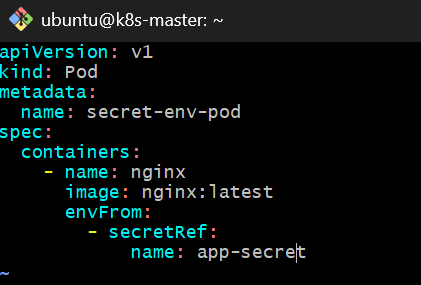 ubuntu@k8s-master: ~
apiVersion: v1
kind: Pod
metadata:
  name: secret-env-pod
spec:
  containers:
    - name: nginx
      image: nginx:latest
      envFrom:
        - secretRef:
            name: app-secret
~